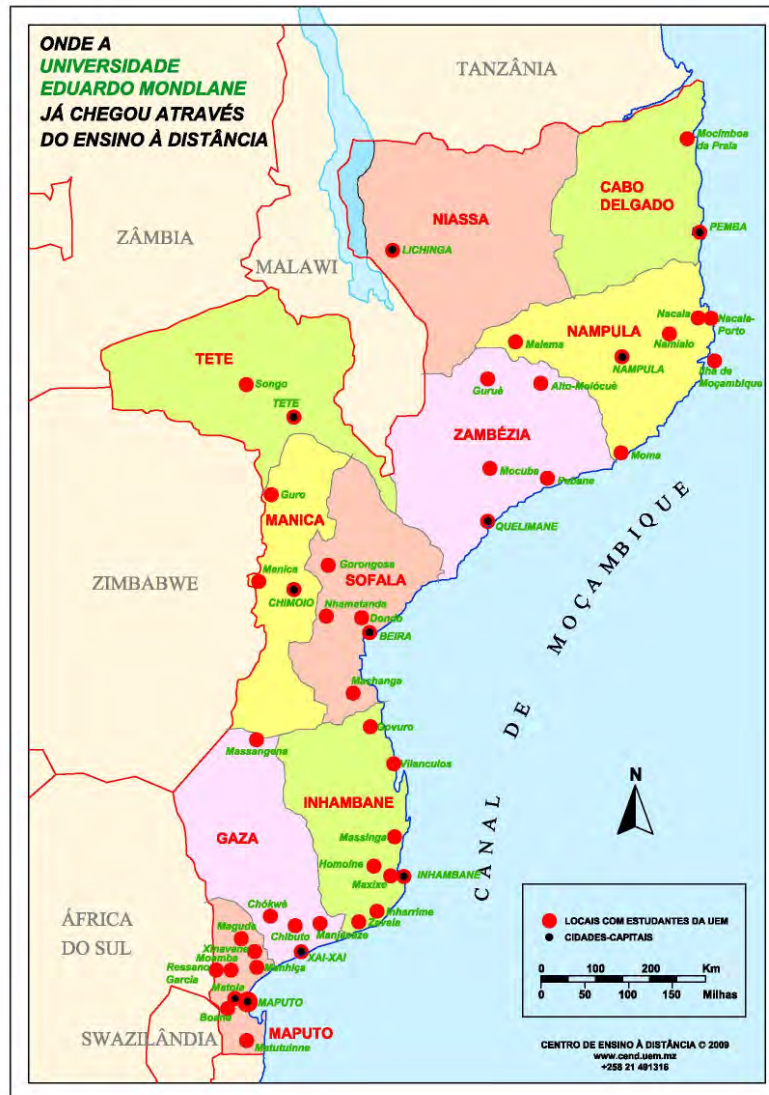 ONDE A
UNIVERSIDADE
EDUARDO MONDLANE
JÁ CHEGOU ATRAVÉS
DO ENSINO À DISTÂNCIA
TANZÂNIA
Mocímboa
da Praia
CABO
DELGADO
NIASSA
PEMBA
ZÂMBIA
LICHINGA
MALAWI
Nacala
Nacala-
Porto
NAMPULA
Namialo
Malema
NAMPULA
Ilha de
Moçambique
TETE
Songo
Guruè
Alto-Molócuè
TETE
ZAMBÉZIA
Moma
Mocuba
Pebane
Guro
MANICA
QUELIMANE
Gorongosa
ZIMBABWE
Manica
SOFALA
CHIMOIO
Nhamatanda
Dondo
BEIRA
CANAL DE MOÇAMBIQUE
Machanga
Govuro
Massangena
Vilanculos
N
INHAMBANE
GAZA
Massinga
Homoíne
Maxixe
INHAMBANE
Inharrime
Chókwè
Zavala
ÁFRICA
DO SUL
Magude
Chibuto
Manjacaze
Xinavane
Moamba
XAI-XAI
Ressano
Garcia
Manhiça
Matola
MAPUTO
Boane
SWAZILÂNDIA
MAPUTO
Matutuinne
LOCAIS COM ESTUDANTES DA UEM
CIDADES-CAPITAIS
0 100 200 Km
0 50 100 150 Milhas
CENTRO DE ENSINO À DISTÂNCIA © 2009
www.cend.uem.mz
+258 21 491316